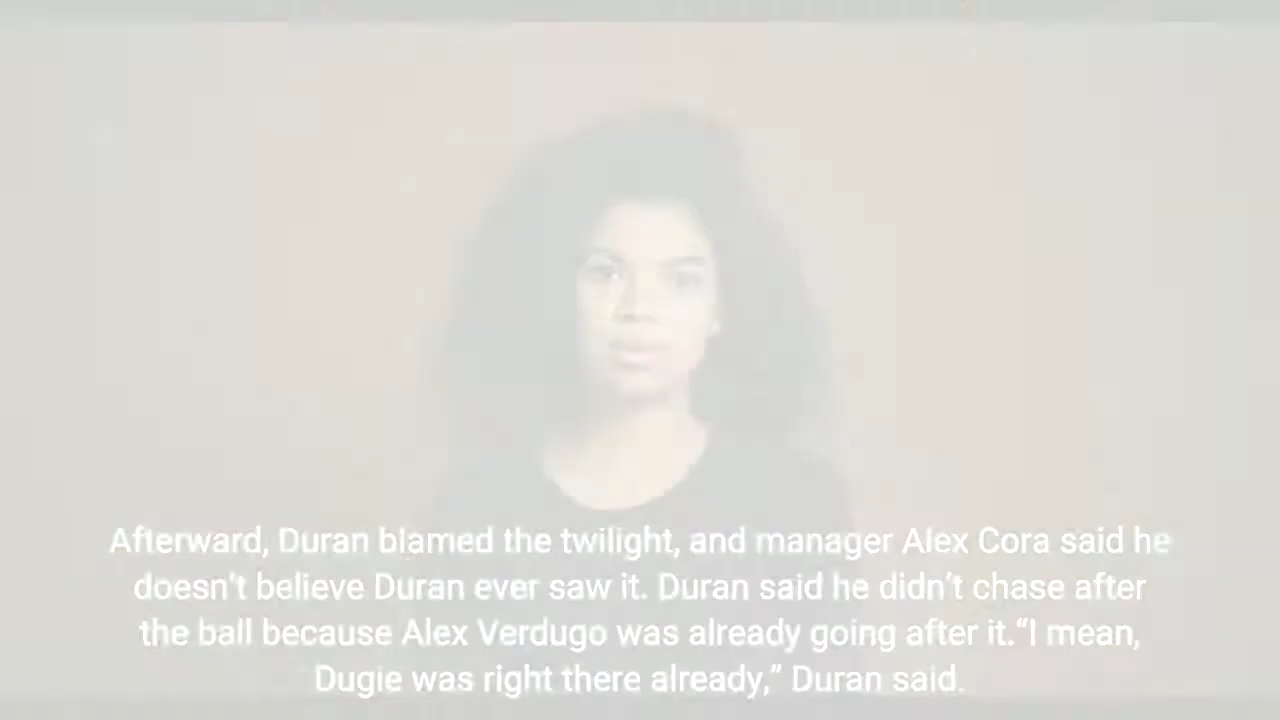 Afterward, Duran blamed the twilight, and manager Alex Cora said he
doesn’t believe Duran ever saw it. Duran said he didn’t chase after
the ball because Alex Verdugo was already going after it.“I mean,
Dugie was right there already,” Duran said.